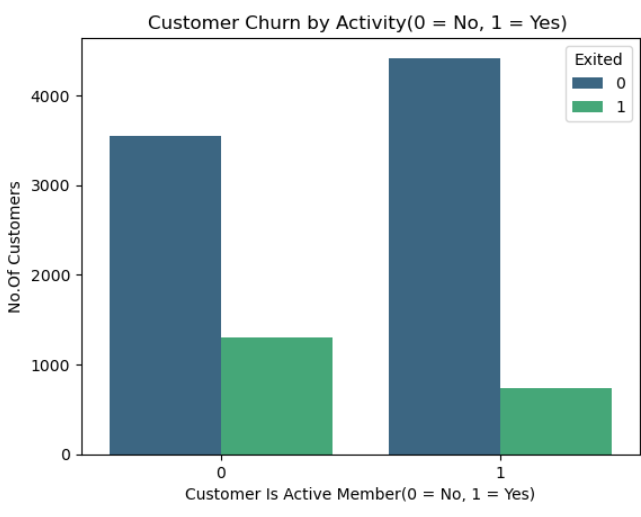 Customer Churn by Activity(0 = No, 1 = Yes)
Exited
0
1
4000
3000
2000
1000
0
No.Of Customers
0
1
Customer Is Active Member(0 = No, 1 = Yes)